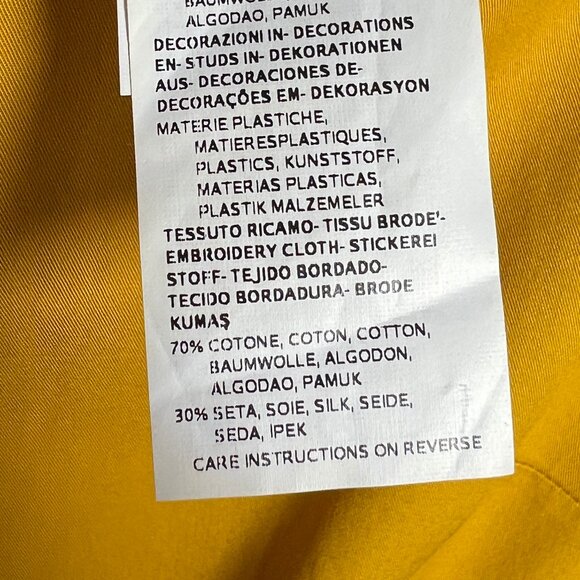 BAUMWOLLE, ALGODON,
ALGODAO, PAMUK
DECORAZIONI IN- DECORATIONS
EN- STUDS IN- DEKORATIONEN
AUS- DECORACIONES DE-
DECORAÇÕES EM- DEKORASYON
MATERIE PLASTICHE,
MATIERESPLASTIQUES,
PLASTICS, KUNSTSTOFF,
MATERIAS PLASTICAS,
PLASTIK MALZEMELER
TESSUTO RICAMO- TISSU BRODE'-
EMBROIDERY CLOTH- STICKEREI
STOFF- TEJIDO BORDADO-
TECIDO BORDADURA- BRODE
KUMAŞ
70% COTONE, COTON, COTTON,
BAUMWOLLE, ALGODON,
ALGODAO, PAMUK
30% SETA, SOIE, SILK, SEIDE,
SEDA, IPEK
CARE INSTRUCTIONS ON REVERSE